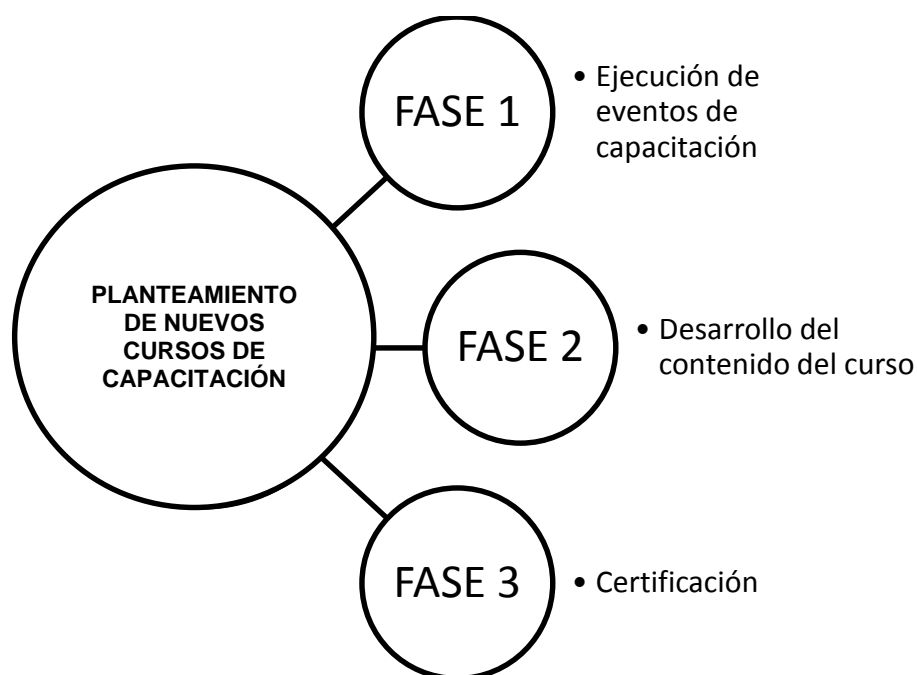 PLANTEAMIENTO
DE NUEVOS
CURSOS DE
CAPACITACIÓN
FASE 1
• Ejecución de
eventos de
capacitación
FASE 2
• Desarrollo del
contenido del curso
FASE 3
• Certificación